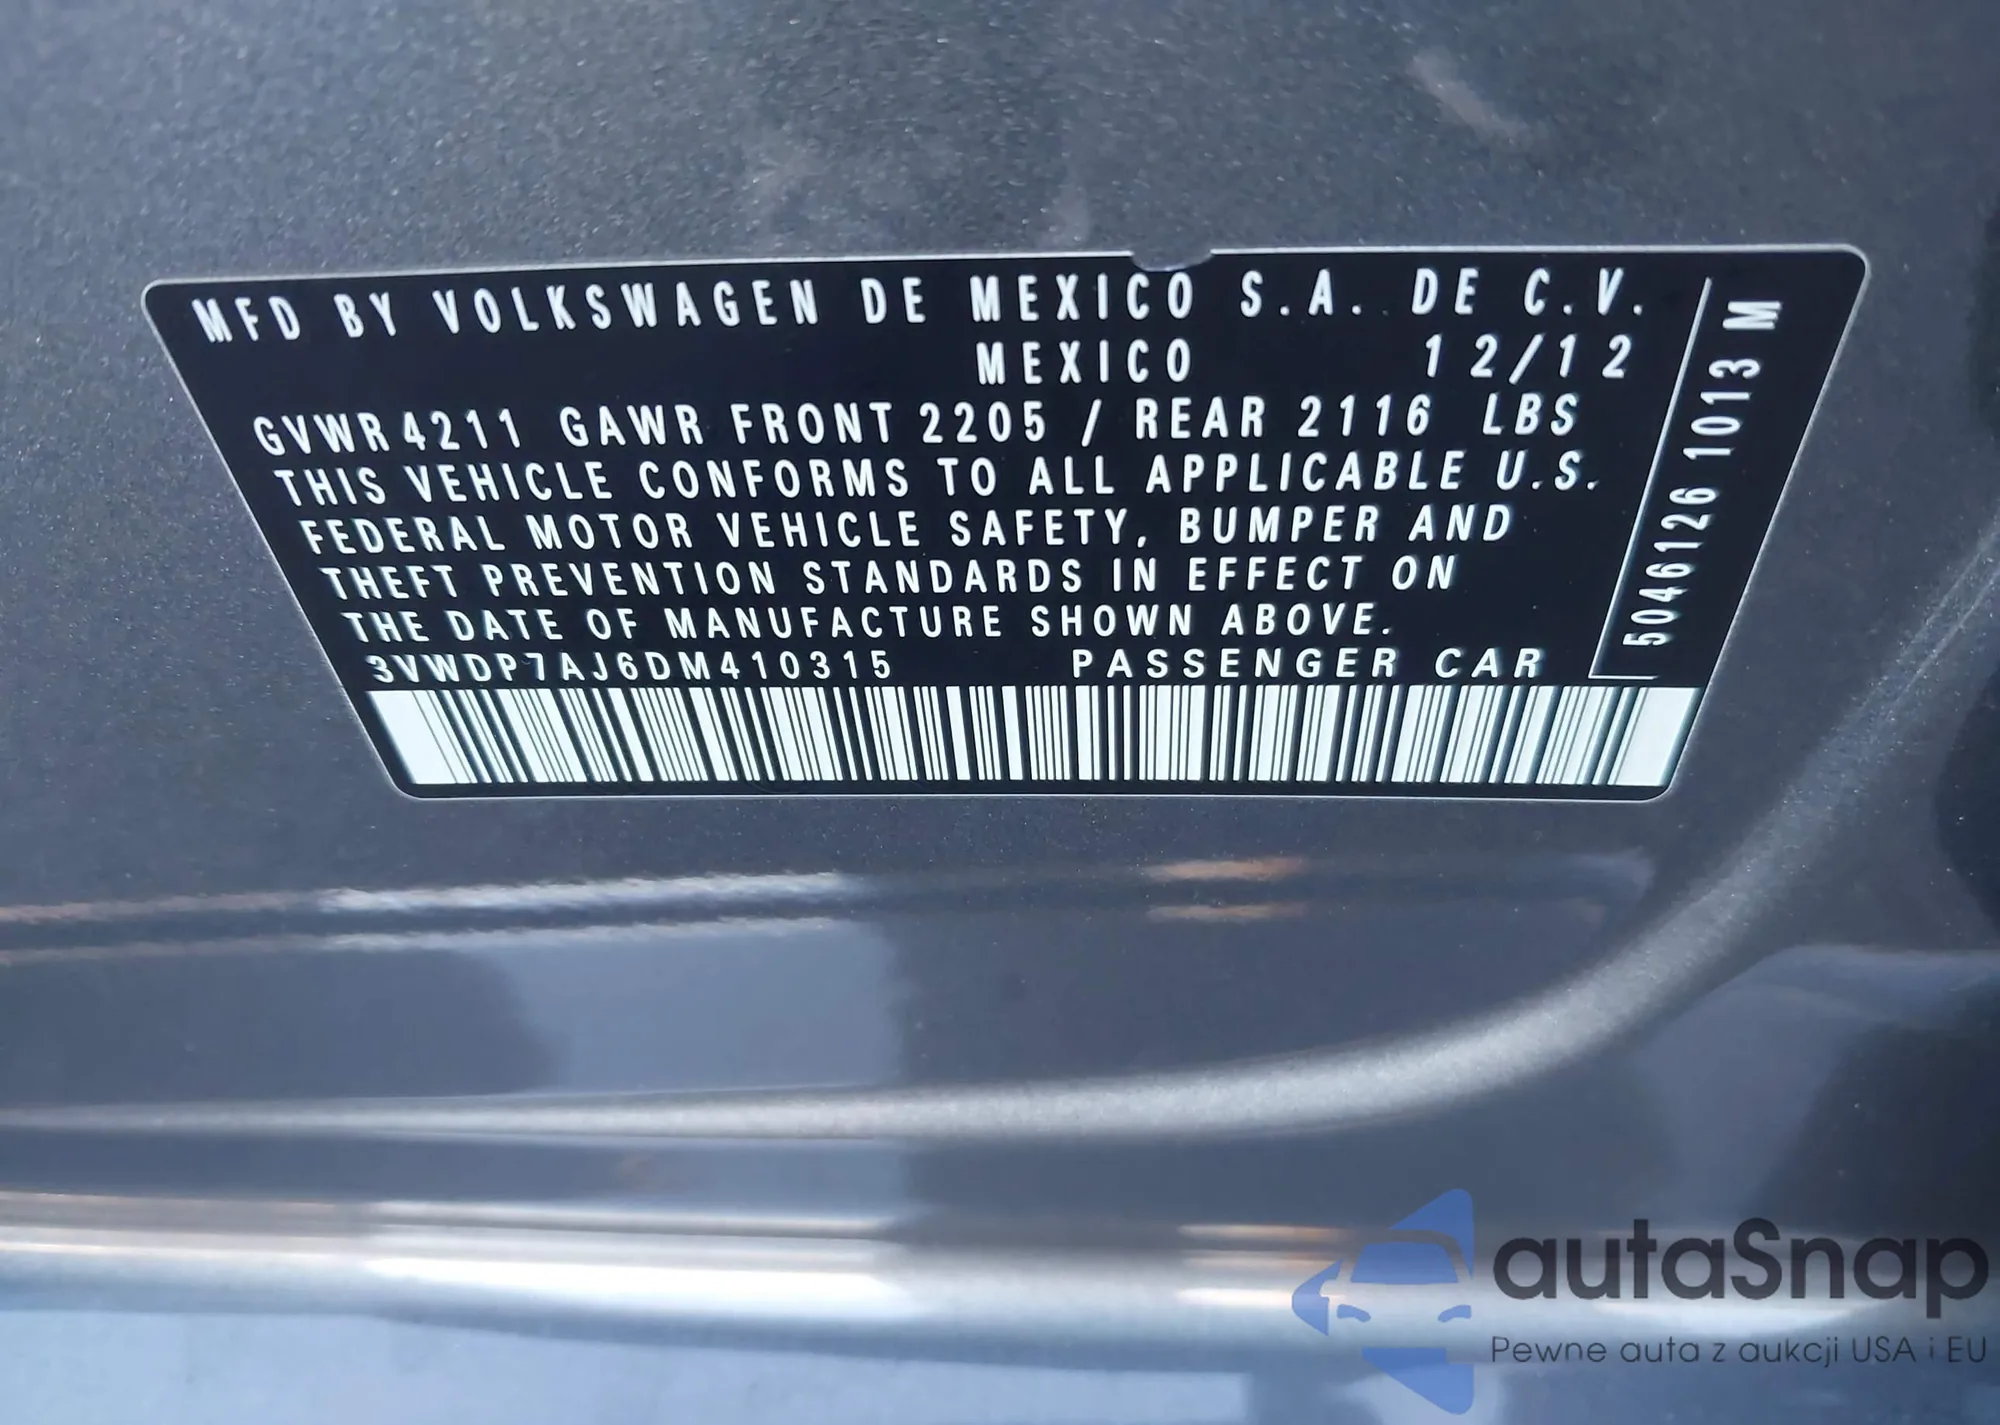 MFD BY VOLKSWAGEN DE MEXICO S.A. DE C.V.
MEXICO 12/12
GVWR 4211 GAWR FRONT 2205 / REAR 2116 LBS
THIS VEHICLE CONFORMS TO ALL APPLICABLE U.S.
FEDERAL MOTOR VEHICLE SAFETY, BUMPER AND
THEFT PREVENTION STANDARDS IN EFFECT ON
THE DATE OF MANUFACTURE SHOWN ABOVE.
3VWDP7AJ6DM410315 PASSENGER CAR
5046126 1013 M
autaSnap
Pewne auta z aukcji USA i EU